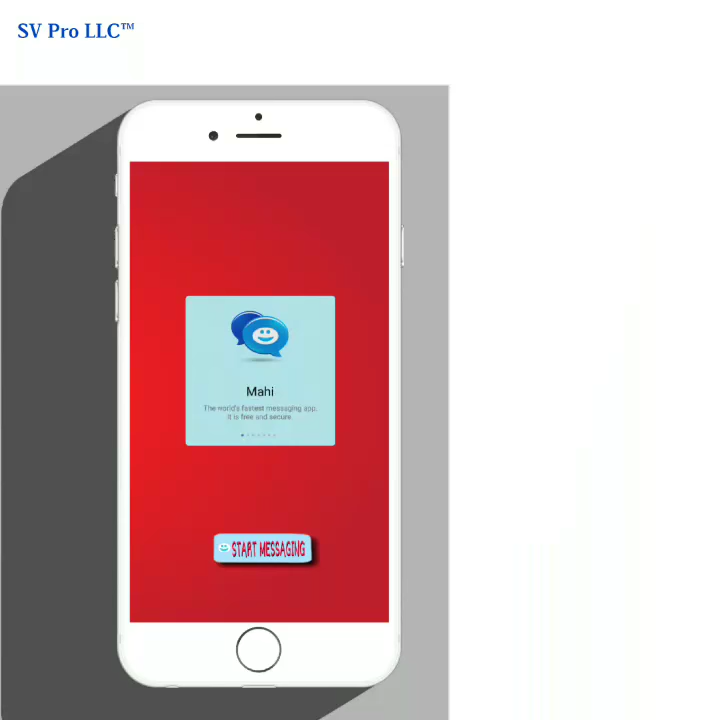 SV Pro LLC™
Mahi
The world's fastest messaging app.
It is free and secure
START MESSAGING